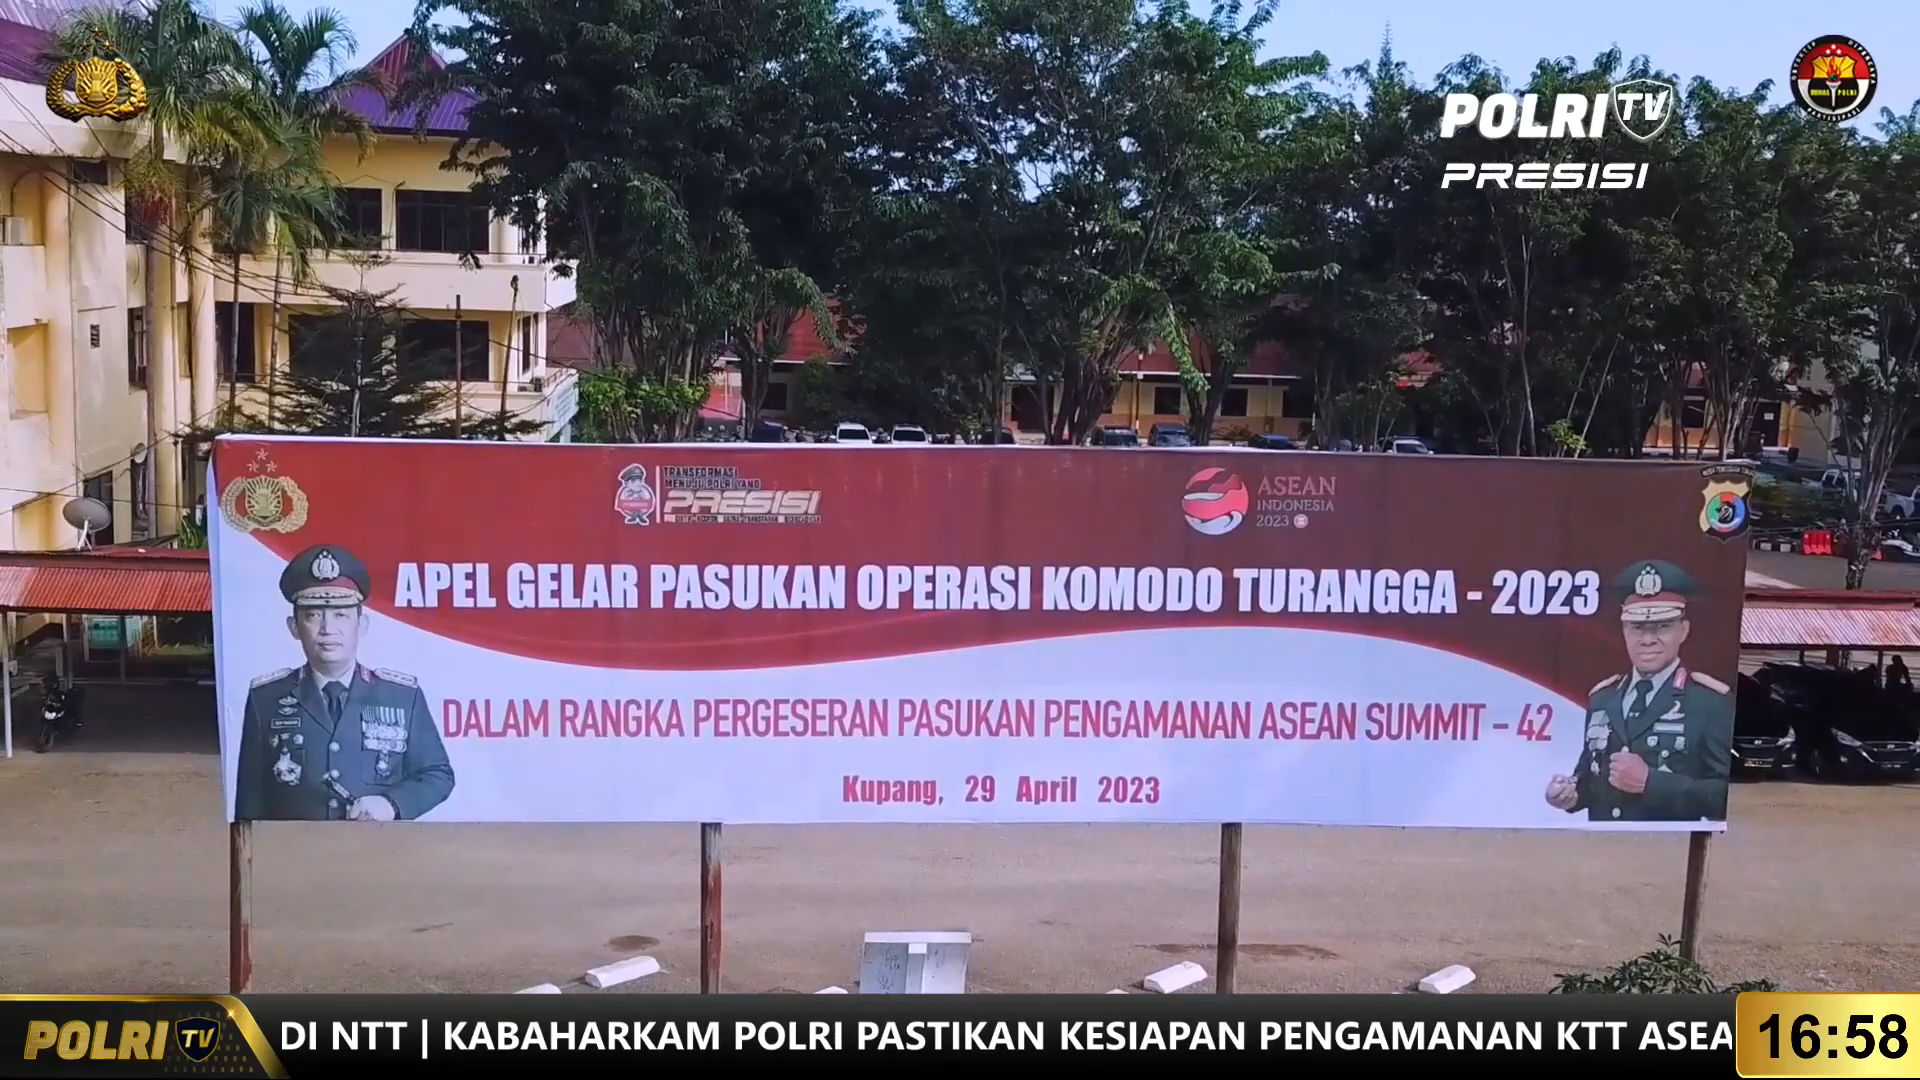 POLRI TV
PRESISI
TRANSFORMASI
MENUJU POLRI YANG
PRESISI
ASEAN
INDONESIA
2023
APEL GELAR PASUKAN OPERASI KOMODO TURANGGA - 2023
DALAM RANGKA PERGESERAN PASUKAN PENGAMANAN ASEAN SUMMIT – 42
Kupang, 29 April 2023
POLRI TV
DI NTT | KABAHARKAM POLRI PASTIKAN KESIAPAN PENGAMANAN KTT ASEA
16:58